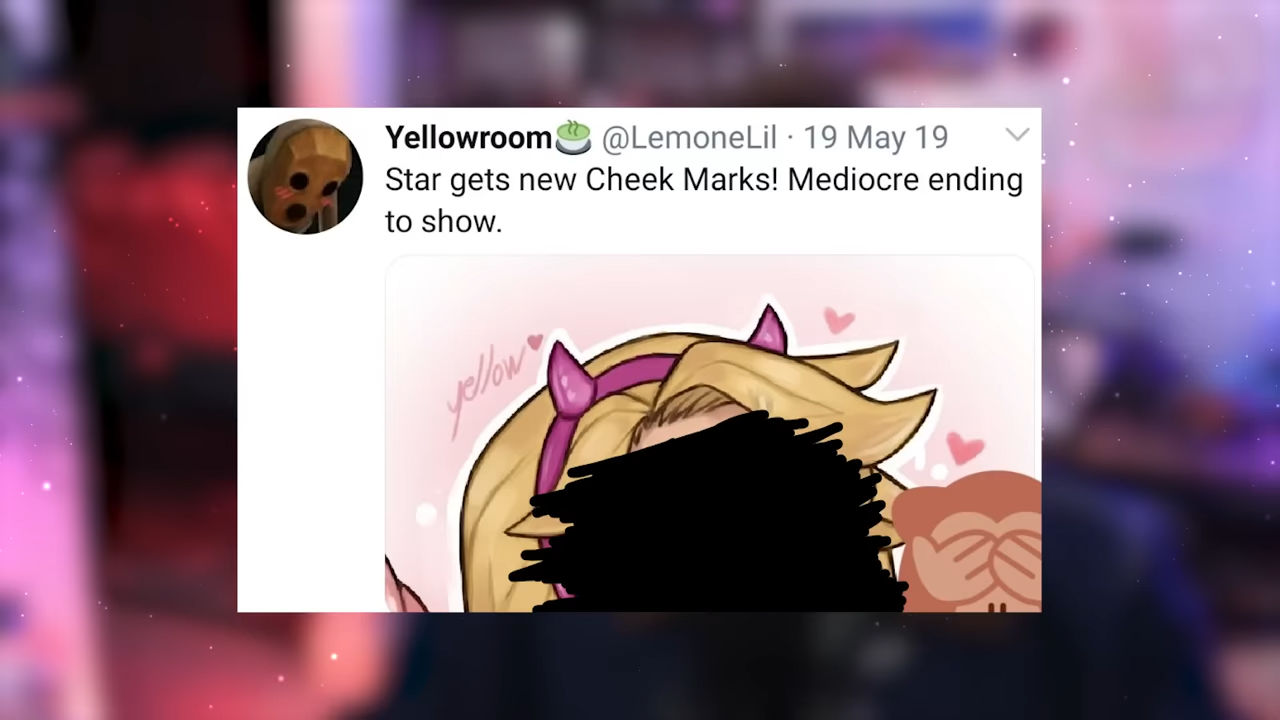 Yellowroom🍵 @LemoneLil · 19 May 19
Star gets new Cheek Marks! Mediocre ending
to show.
yellow